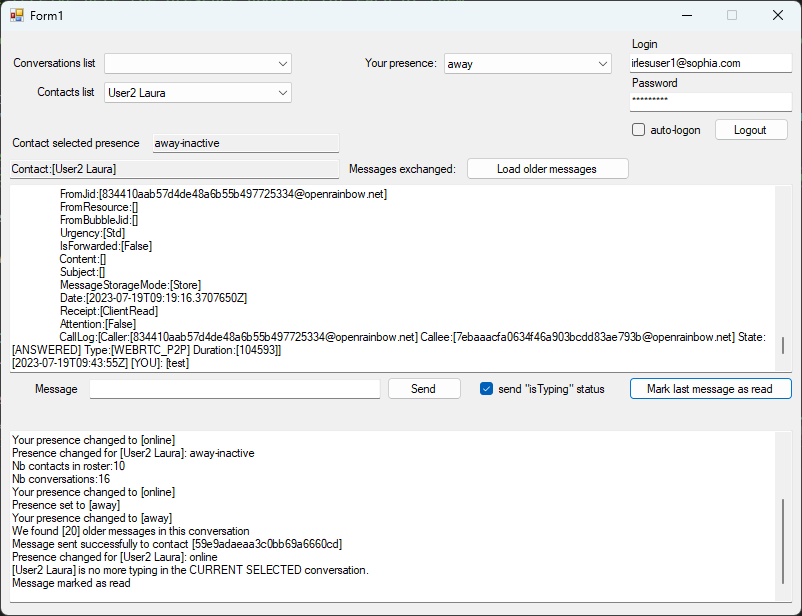 Form1
Login
Conversations list
Your presence: away
irlesuser1@sophia.com
Password
Contacts list User2 Laura
*********
auto-logon Logout
Contact selected presence away-inactive
Contact:[User2 Laura] Messages exchanged: Load older messages
FromJid:[834410aab57d4de48a6b55b497725334@openrainbow.net]
FromResource:[]
FromBubbleJid:[]
Urgency:[Std]
IsForwarded:[False]
Content:[]
Subject:[]
MessageStorageMode:[Store]
Date:[2023-07-19T09:19:16.3707650Z]
Receipt:[ClientRead]
Attention:[False]
CallLog:[Caller:[834410aab57d4de48a6b55b497725334@openrainbow.net] Callee:[7ebaaacfa0634f46a903bcdd83ae793b@openrainbow.net] State:
[ANSWERED] Type:[WEBRTC_P2P] Duration:[104593]]
[2023-07-19T09:43:55Z] [YOU]: [test]
Message Send send "isTyping" status Mark last message as read
Your presence changed to [online]
Presence changed for [User2 Laura]: away-inactive
Nb contacts in roster:10
Nb conversations:16
Your presence changed to [online]
Presence set to [away]
Your presence changed to [away]
We found [20] older messages in this conversation
Message sent successfully to contact [59e9adaeaa3c0bb69a6660cd]
Presence changed for [User2 Laura]: online
[User2 Laura] is no more typing in the CURRENT SELECTED conversation.
Message marked as read